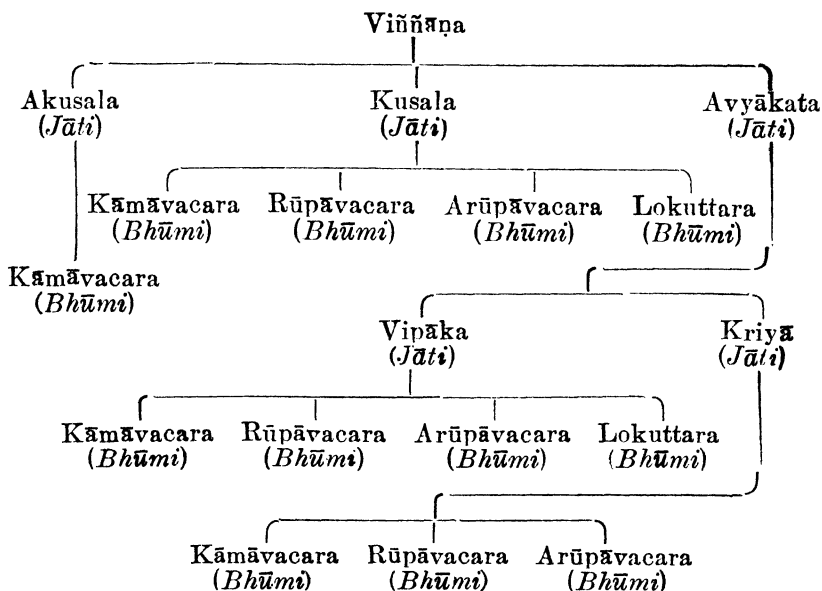 Viññāṇa
Akusala Kusala Avyākata
(Jāti) (Jāti) (Jāti)
Kāmāvacara Rūpāvacara Arūpāvacara Lokuttara
(Bhūmi) (Bhūmi) (Bhūmi) (Bhūmi)
Kāmāvacara
(Bhūmi)
Vipāka Kriyā
(Jāti) (Jāti)
Kāmāvacara Rūpāvacara Arūpāvacara Lokuttara
(Bhūmi) (Bhūmi) (Bhūmi) (Bhūmi)
Kāmāvacara Rūpāvacara Arūpāvacara
(Bhūmi) (Bhūmi) (Bhūmi)